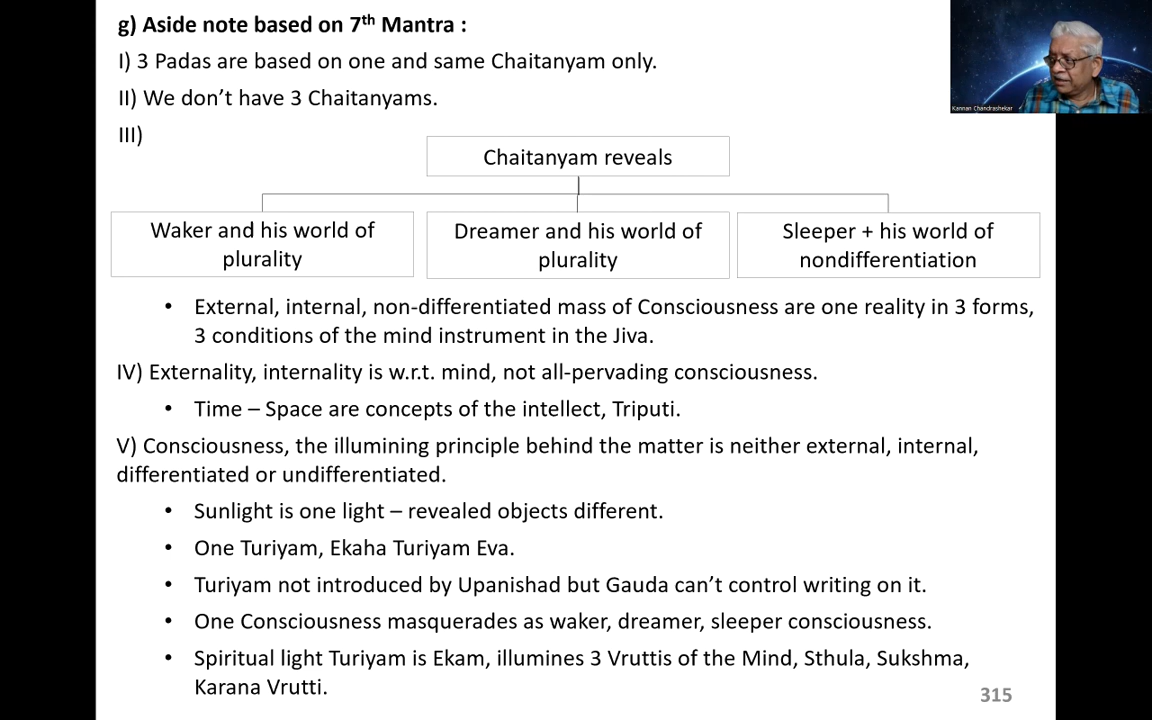 g) Aside note based on 7th Mantra :
I) 3 Padas are based on one and same Chaitanyam only.
II) We don’t have 3 Chaitanyams.
III)
Chaitanyam reveals
Waker and his world of
plurality
Dreamer and his world of
plurality
Sleeper + his world of
nondifferentiation
• External, internal, non-differentiated mass of Consciousness are one reality in 3 forms,
3 conditions of the mind instrument in the Jiva.
IV) Externality, internality is w.r.t. mind, not all-pervading consciousness.
• Time – Space are concepts of the intellect, Triputi.
V) Consciousness, the illumining principle behind the matter is neither external, internal,
differentiated or undifferentiated.
• Sunlight is one light – revealed objects different.
• One Turiyam, Ekaha Turiyam Eva.
• Turiyam not introduced by Upanishad but Gauda can’t control writing on it.
• One Consciousness masquerades as waker, dreamer, sleeper consciousness.
• Spiritual light Turiyam is Ekam, illumines 3 Vruttis of the Mind, Sthula, Sukshma,
Karana Vrutti.
315
Kannan Chandrashekar